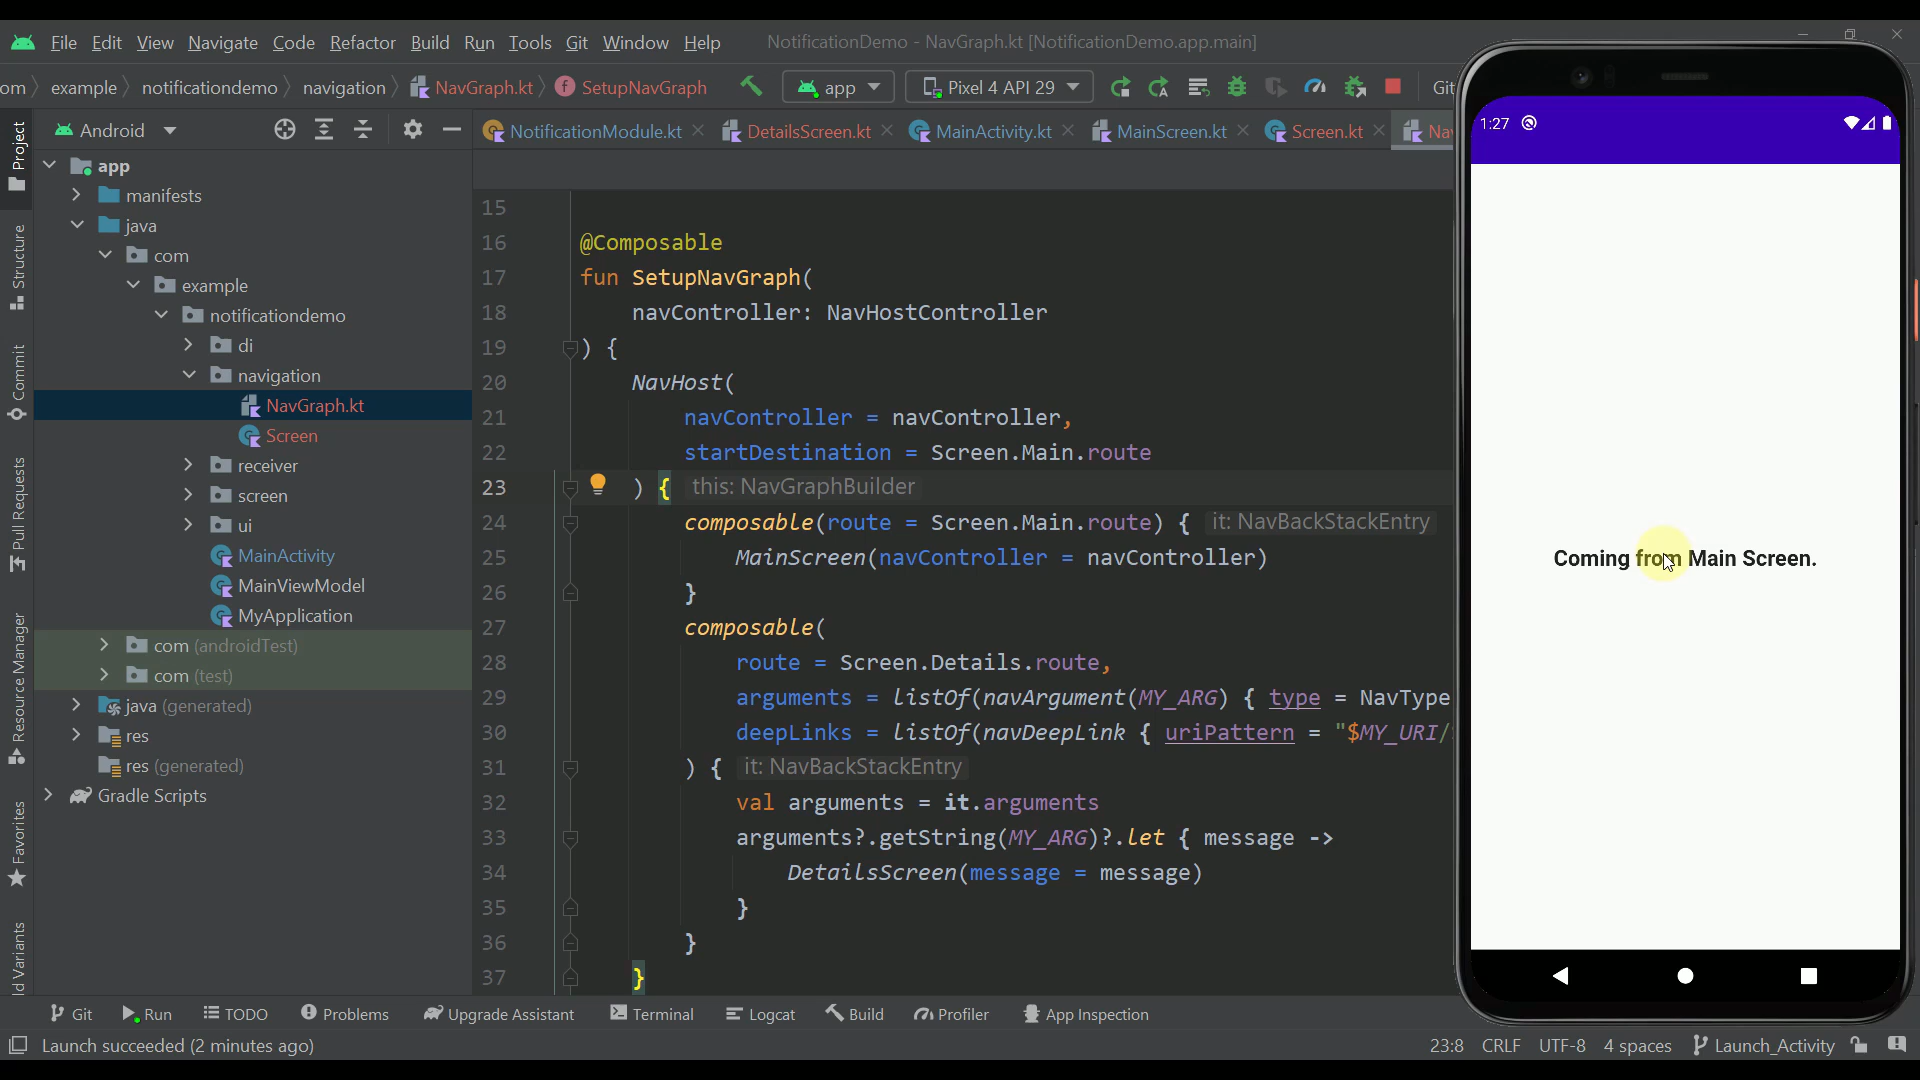 File Edit View Navigate Code Refactor Build Run Tools Git Window Help NotificationDemo - NavGraph.kt [NotificationDemo.app.main]
om example notificationdemo navigation NavGraph.kt SetupNavGraph app Pixel 4 API 29 Git
Android
NotificationModule.kt DetailsScreen.kt MainActivity.kt MainScreen.kt Screen.kt Na
Project
Structure
Commit
Pull Requests
Resource Manager
Favorites
ld Variants
app
manifests
java
com
example
notificationdemo
di
navigation
NavGraph.kt
Screen
receiver
screen
ui
MainActivity
MainViewModel
MyApplication
com (androidTest)
com (test)
java (generated)
res
res (generated)
Gradle Scripts
15
16 @Composable
17 fun SetupNavGraph(
18 navController: NavHostController
19 ) {
20 NavHost(
21 navController = navController,
22 startDestination = Screen.Main.route
23 ) { this: NavGraphBuilder
24 composable(route = Screen.Main.route) { it: NavBackStackEntry
25 MainScreen(navController = navController)
26 }
27 composable(
28 route = Screen.Details.route,
29 arguments = listOf(navArgument(MY_ARG) { type = NavType
30 deepLinks = listOf(navDeepLink { uriPattern = "$MY_URI/
31 ) { it: NavBackStackEntry
32 val arguments = it.arguments
33 arguments?.getString(MY_ARG)?.let { message ->
34 DetailsScreen(message = message)
35 }
36 }
37 }
1:27
Coming from Main Screen.
Git Run TODO Problems Upgrade Assistant Terminal Logcat Build Profiler App Inspection
Launch succeeded (2 minutes ago) 23:8 CRLF UTF-8 4 spaces Launch_Activity